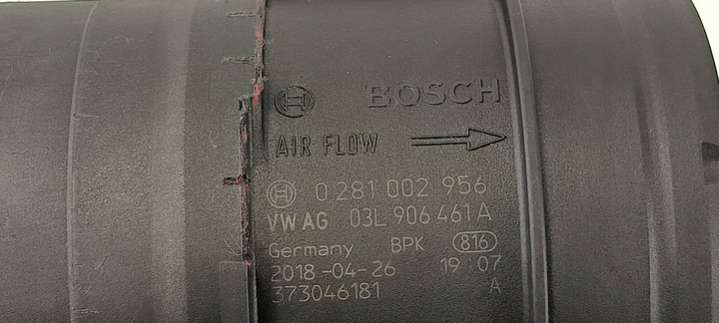 BOSCH
AIR FLOW
0 281 002 956
VW AG 03L 906 461 A
Germany BPK 816
2018-04-26 19:07
373046181 A